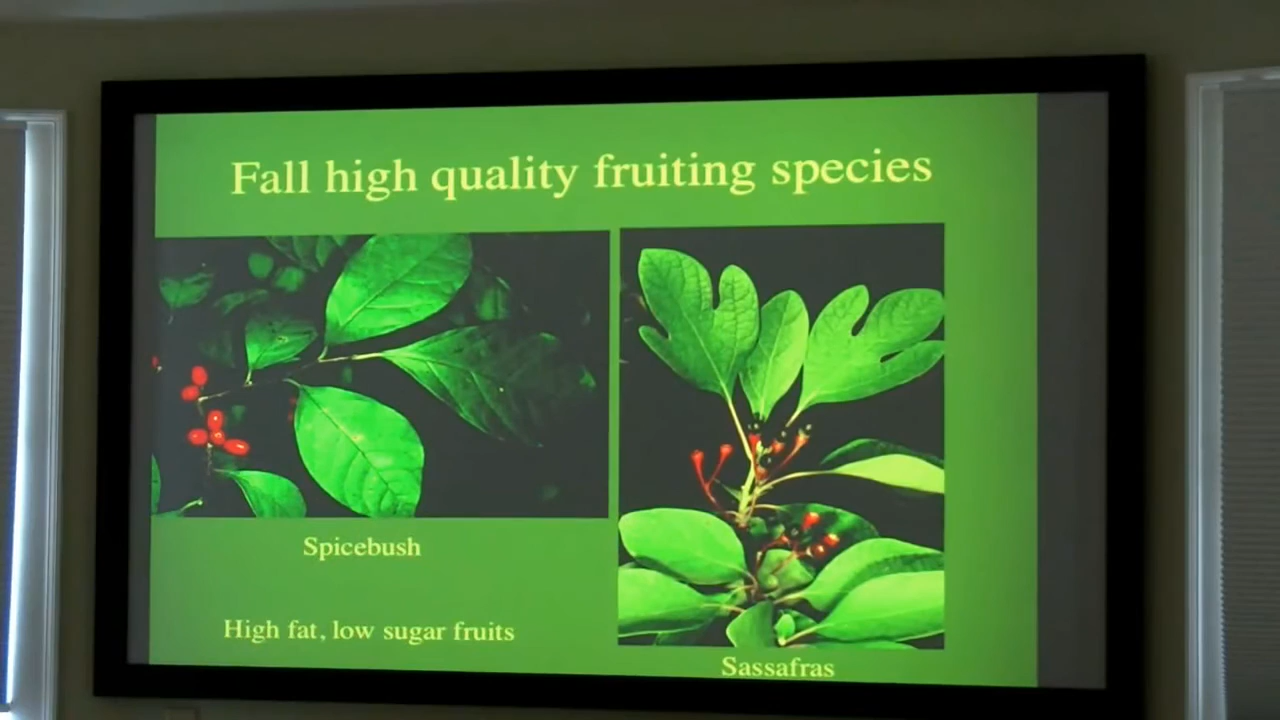 Fall high quality fruiting species
Spicebush
High fat, low sugar fruits
Sassafras